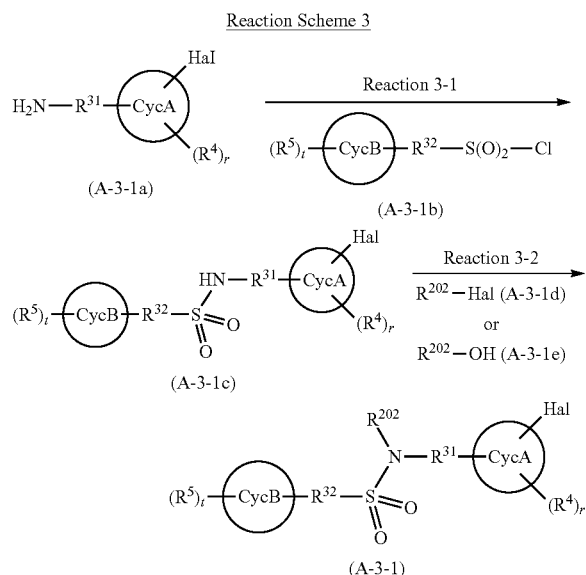 Reaction Scheme 3
Hal
H₂N—R³¹—CycA
(R⁴)ᵣ
(A-3-1a)
Reaction 3-1
(R⁵)ₜ—CycB—R³²—S(O)₂—Cl
(A-3-1b)
Hal
HN—R³¹—CycA
(R⁴)ᵣ
(R⁵)ₜ—CycB—R³²—S=O
O
(A-3-1c)
Reaction 3-2
R²⁰²—Hal (A-3-1d)
or
R²⁰²—OH (A-3-1e)
R²⁰²
Hal
N—R³¹—CycA
(R⁴)ᵣ
(R⁵)ₜ—CycB—R³²—S=O
O
(A-3-1)